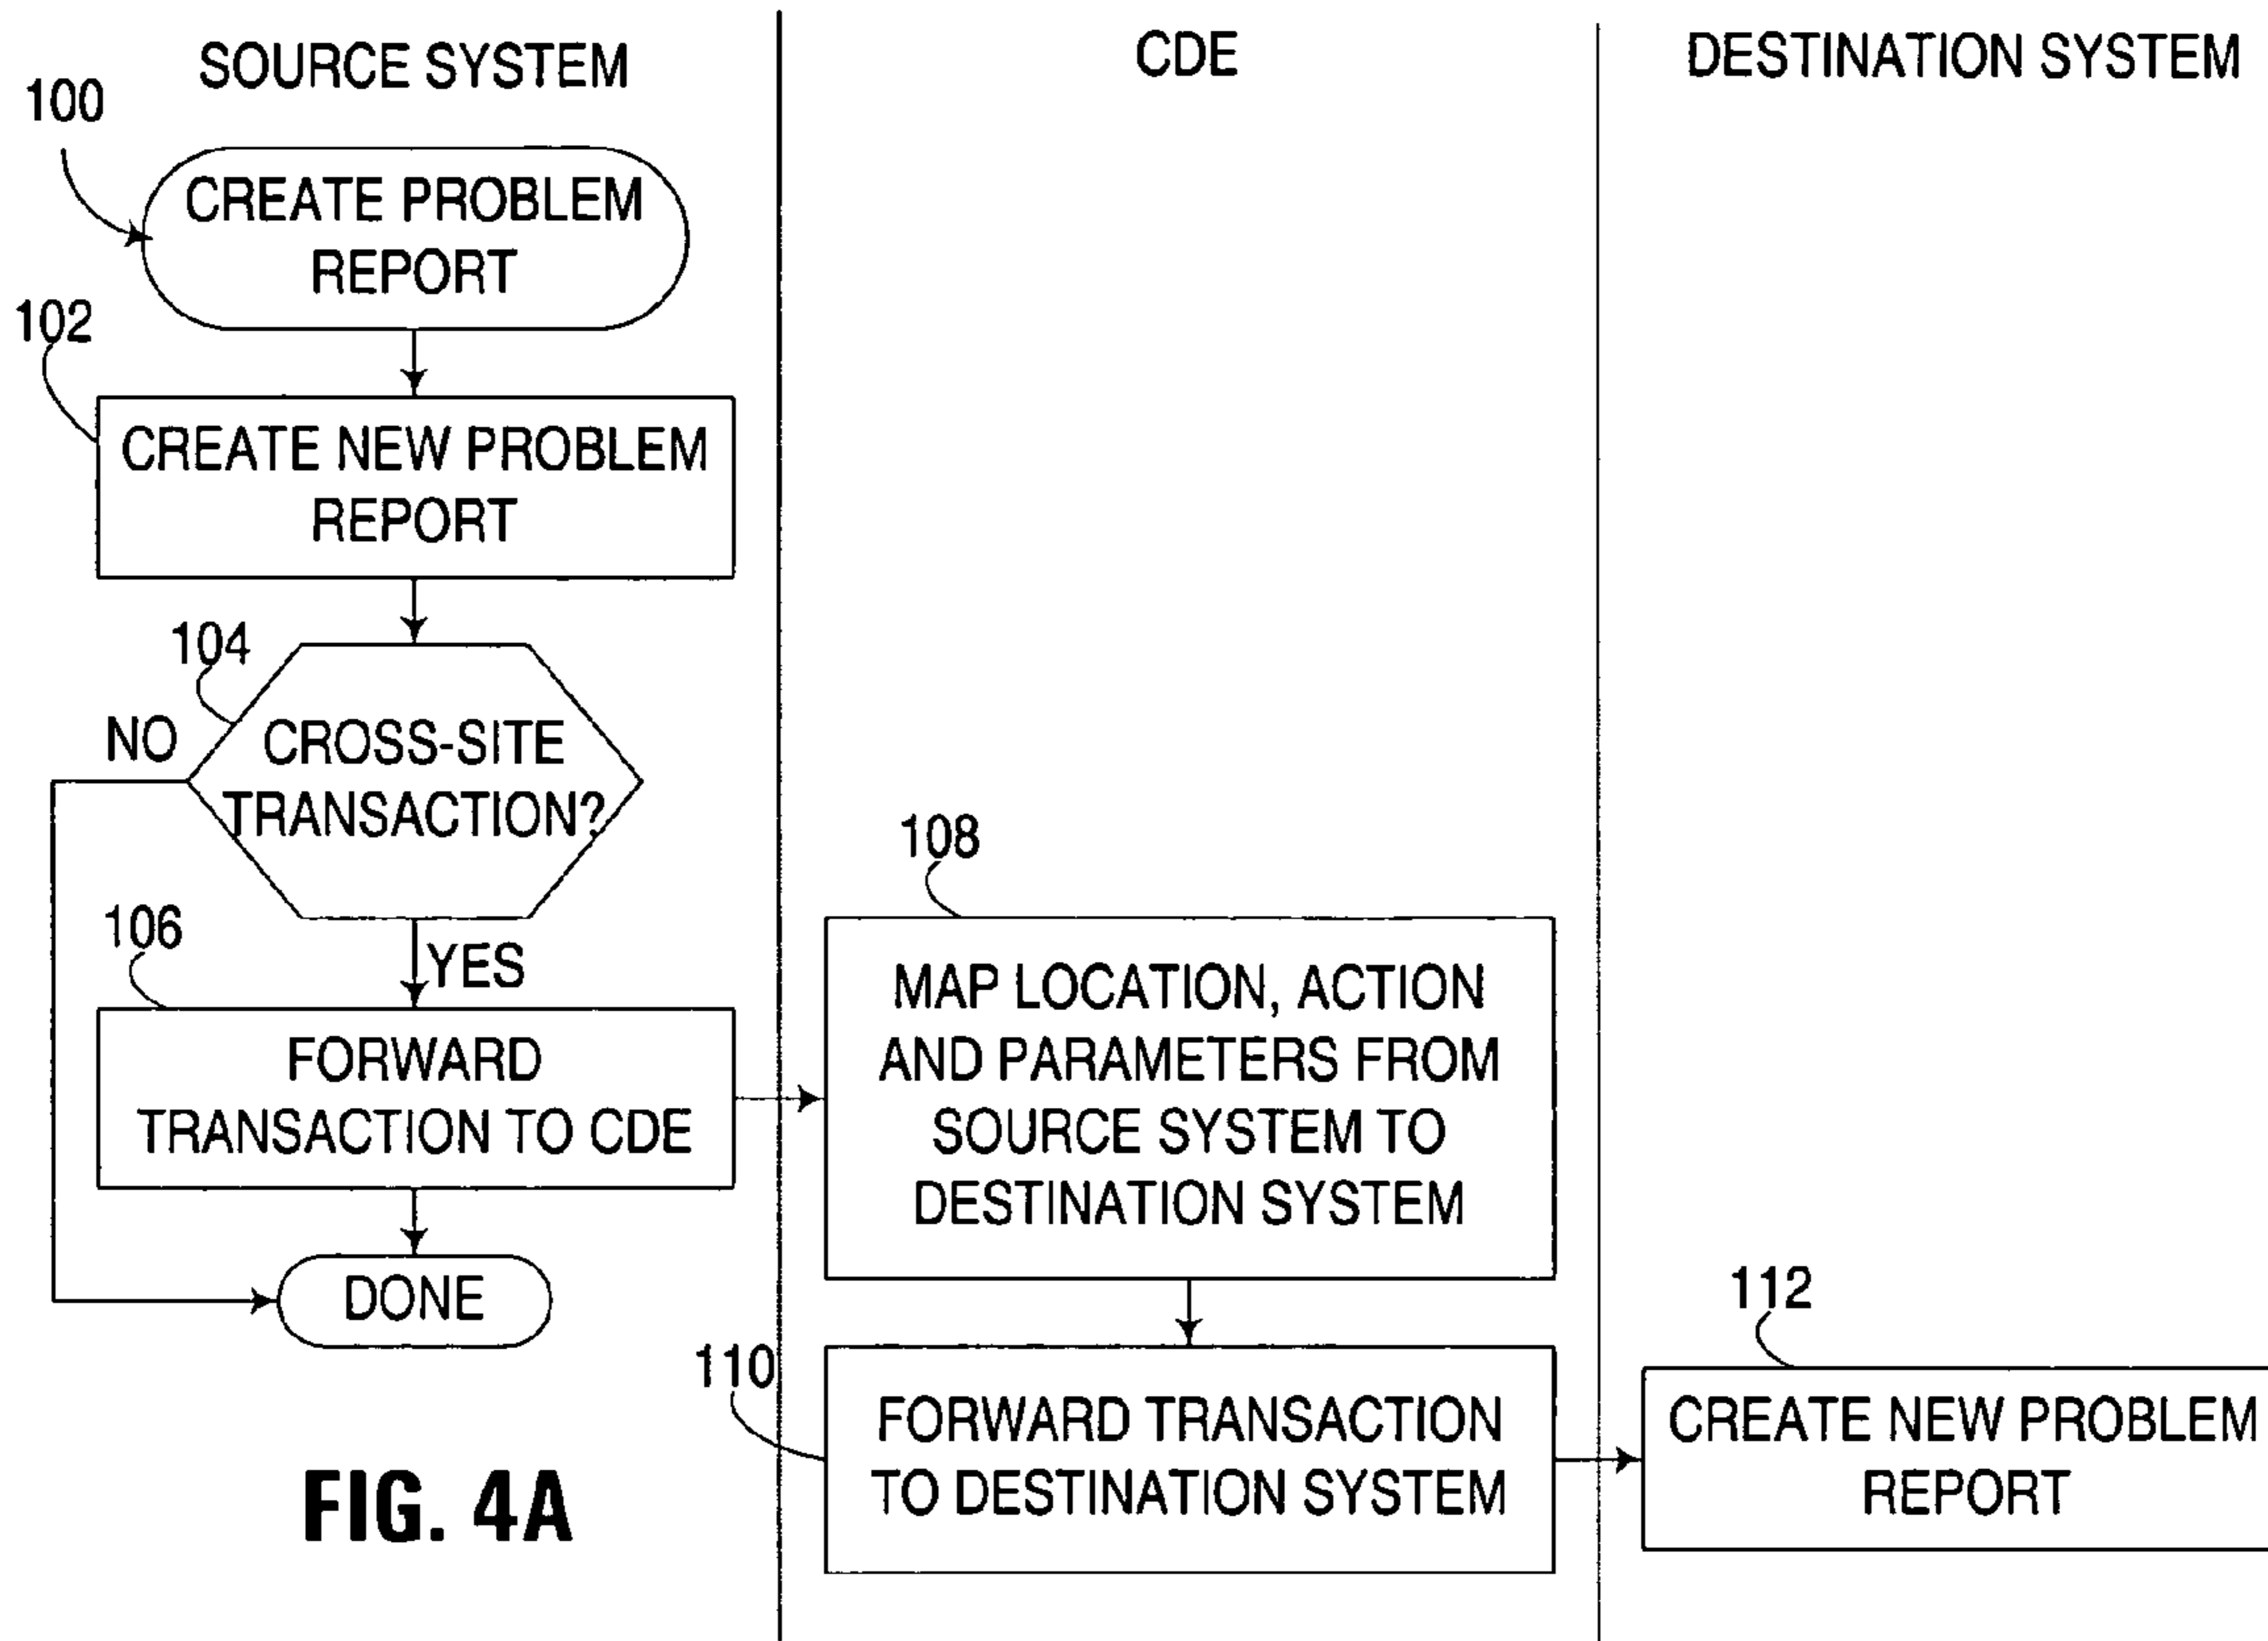 SOURCE SYSTEM
CDE
DESTINATION SYSTEM
100
CREATE PROBLEM
REPORT
102
CREATE NEW PROBLEM
REPORT
104
NO
CROSS-SITE
TRANSACTION?
YES
106
FORWARD
TRANSACTION TO CDE
DONE
108
MAP LOCATION, ACTION
AND PARAMETERS FROM
SOURCE SYSTEM TO
DESTINATION SYSTEM
110
FORWARD TRANSACTION
TO DESTINATION SYSTEM
112
CREATE NEW PROBLEM
REPORT
FIG. 4A